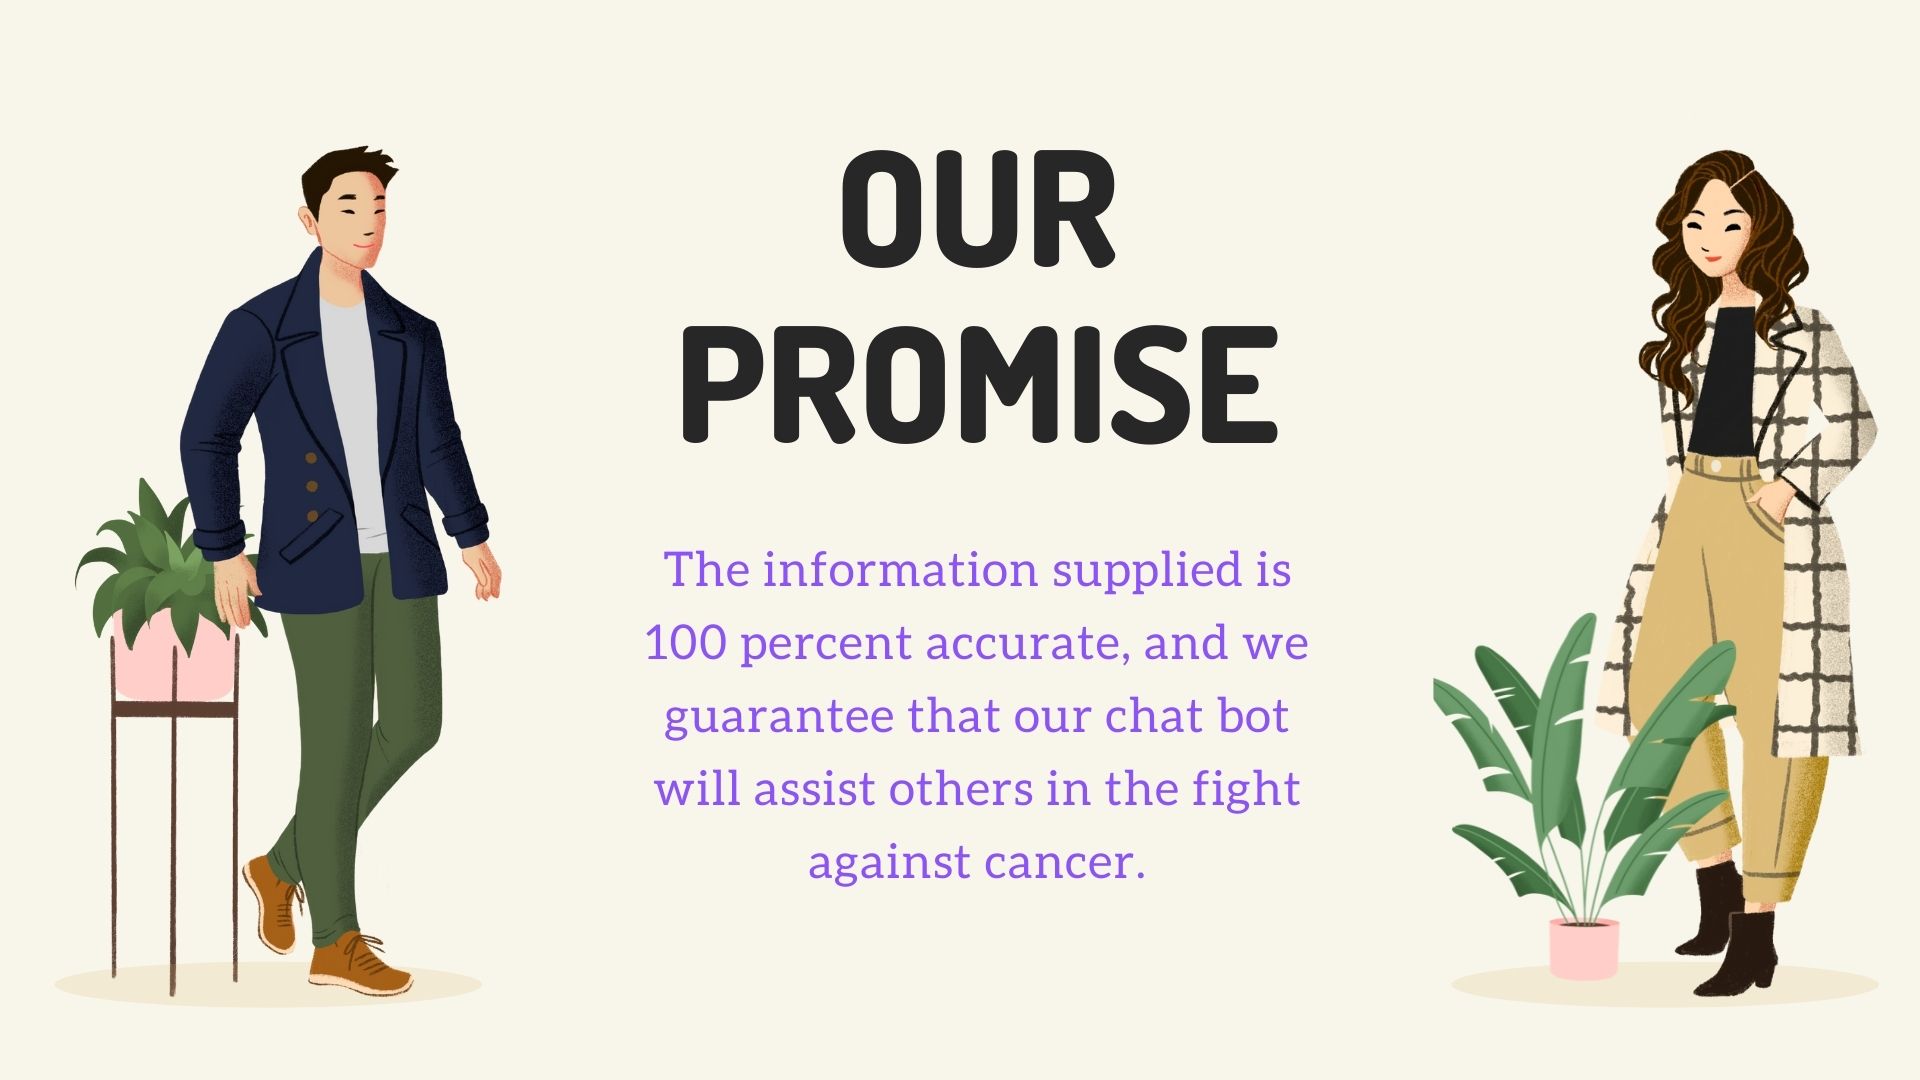 OUR
PROMISE
The information supplied is
100 percent accurate, and we
guarantee that our chat bot
will assist others in the fight
against cancer.